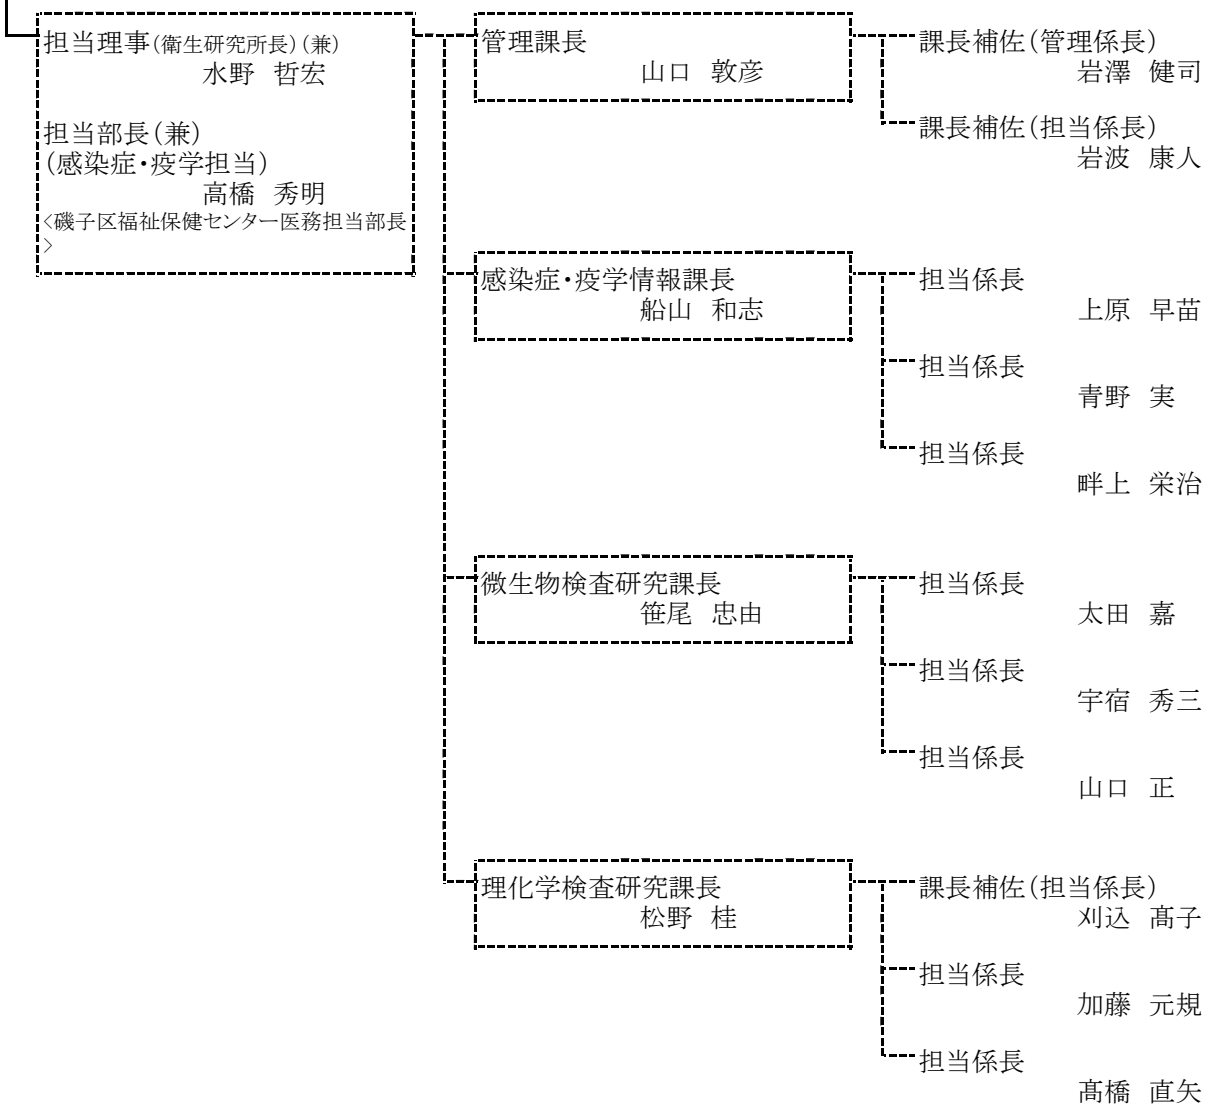 担当理事(衛生研究所長)(兼)
水野 哲宏
担当部長(兼)
(感染症・疫学担当)
高橋 秀明
<磯子区福祉保健センター医務担当部長
>
管理課長
山口 敦彦
課長補佐(管理係長)
岩澤 健司
課長補佐(担当係長)
岩波 康人
感染症・疫学情報課長
船山 和志
担当係長
上原 早苗
担当係長
青野 実
担当係長
畔上 栄治
微生物検査研究課長
笹尾 忠由
担当係長
太田 嘉
担当係長
宇宿 秀三
担当係長
山口 正
理化学検査研究課長
松野 桂
課長補佐(担当係長)
刈込 髙子
担当係長
加藤 元規
担当係長
髙橋 直矢